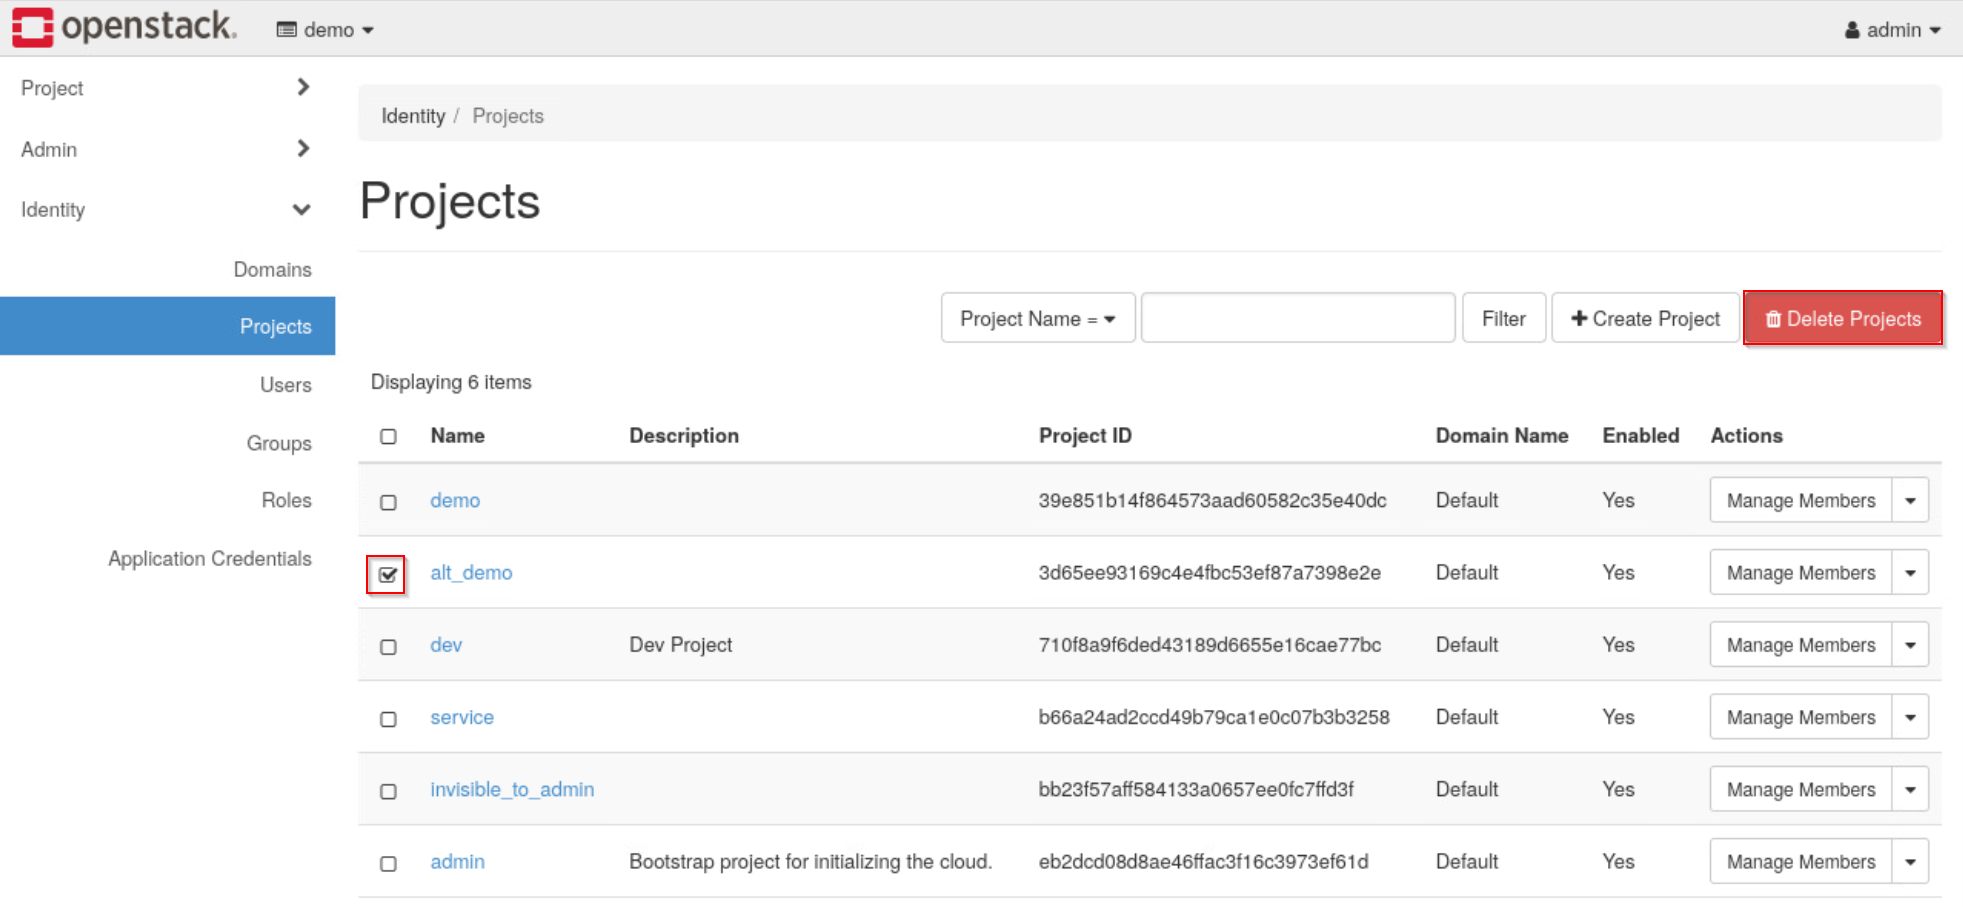 openstack. demo admin
Project
Admin
Identity
Domains
Projects
Users
Groups
Roles
Application Credentials
Identity / Projects
Projects
Project Name = Filter Create Project Delete Projects
Displaying 6 items
Name Description Project ID Domain Name Enabled Actions
demo 39e851b14f864573aad60582c35e40dc Default Yes Manage Members
alt_demo 3d65ee93169c4e4fbc53ef87a7398e2e Default Yes Manage Members
dev Dev Project 710f8a9f6ded43189d6655e16cae77bc Default Yes Manage Members
service b66a24ad2ccd49b79ca1e0c07b3b3258 Default Yes Manage Members
invisible_to_admin bb23f57aff584133a0657ee0fc7ffd3f Default Yes Manage Members
admin Bootstrap project for initializing the cloud. eb2dcd08d8ae46ffac3f16c3973ef61d Default Yes Manage Members